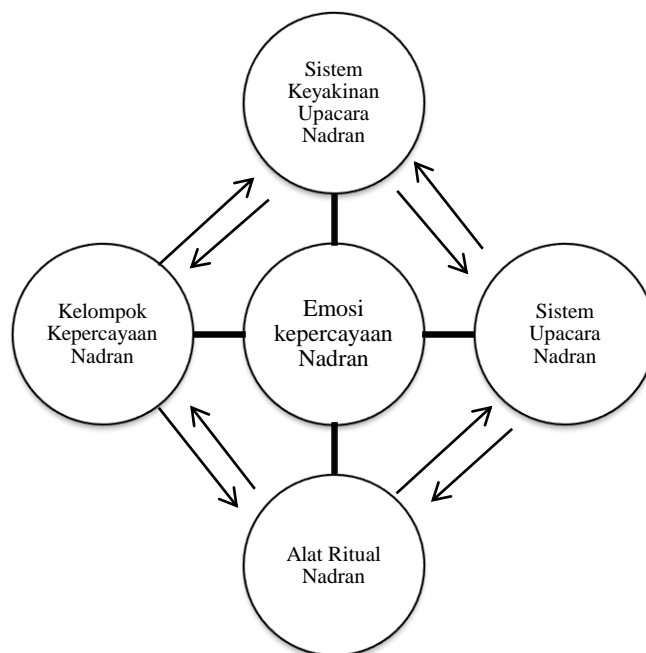 Sistem
Keyakinan
Upacara
Nadran
Kelompok
Kepercayaan
Nadran
Emosi
kepercayaan
Nadran
Sistem
Upacara
Nadran
Alat Ritual
Nadran